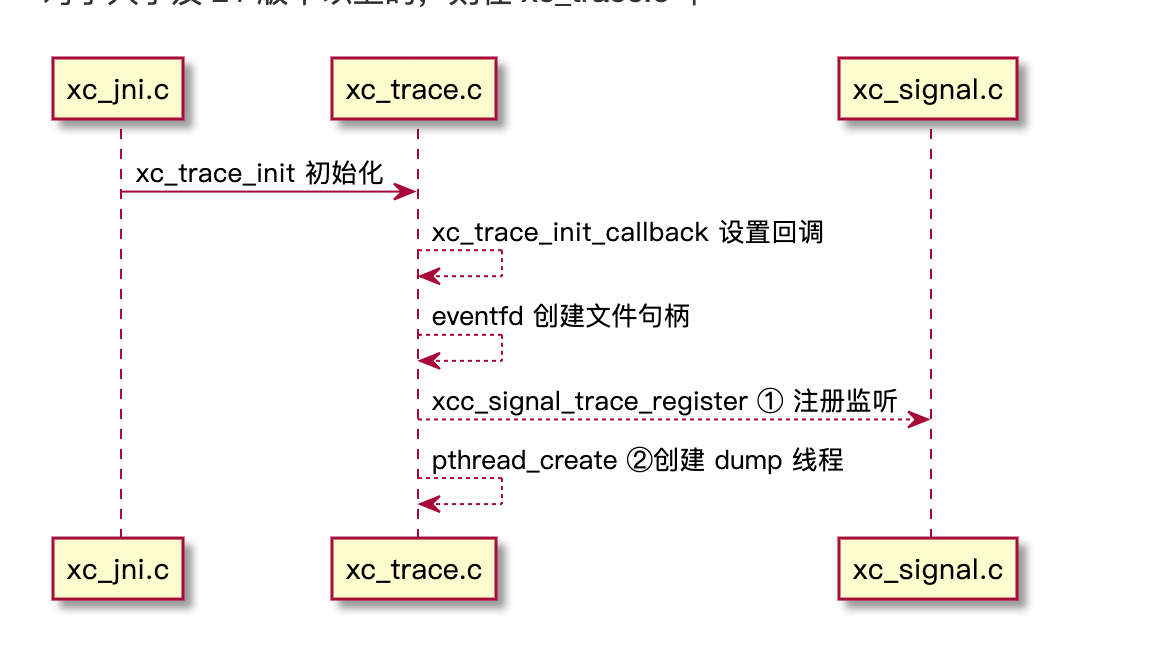 xc_jni.c xc_trace.c xc_signal.c
xc_trace_init 初始化
xc_trace_init_callback 设置回调
eventfd 创建文件句柄
xcc_signal_trace_register ① 注册监听
pthread_create ②创建 dump 线程
xc_jni.c xc_trace.c xc_signal.c